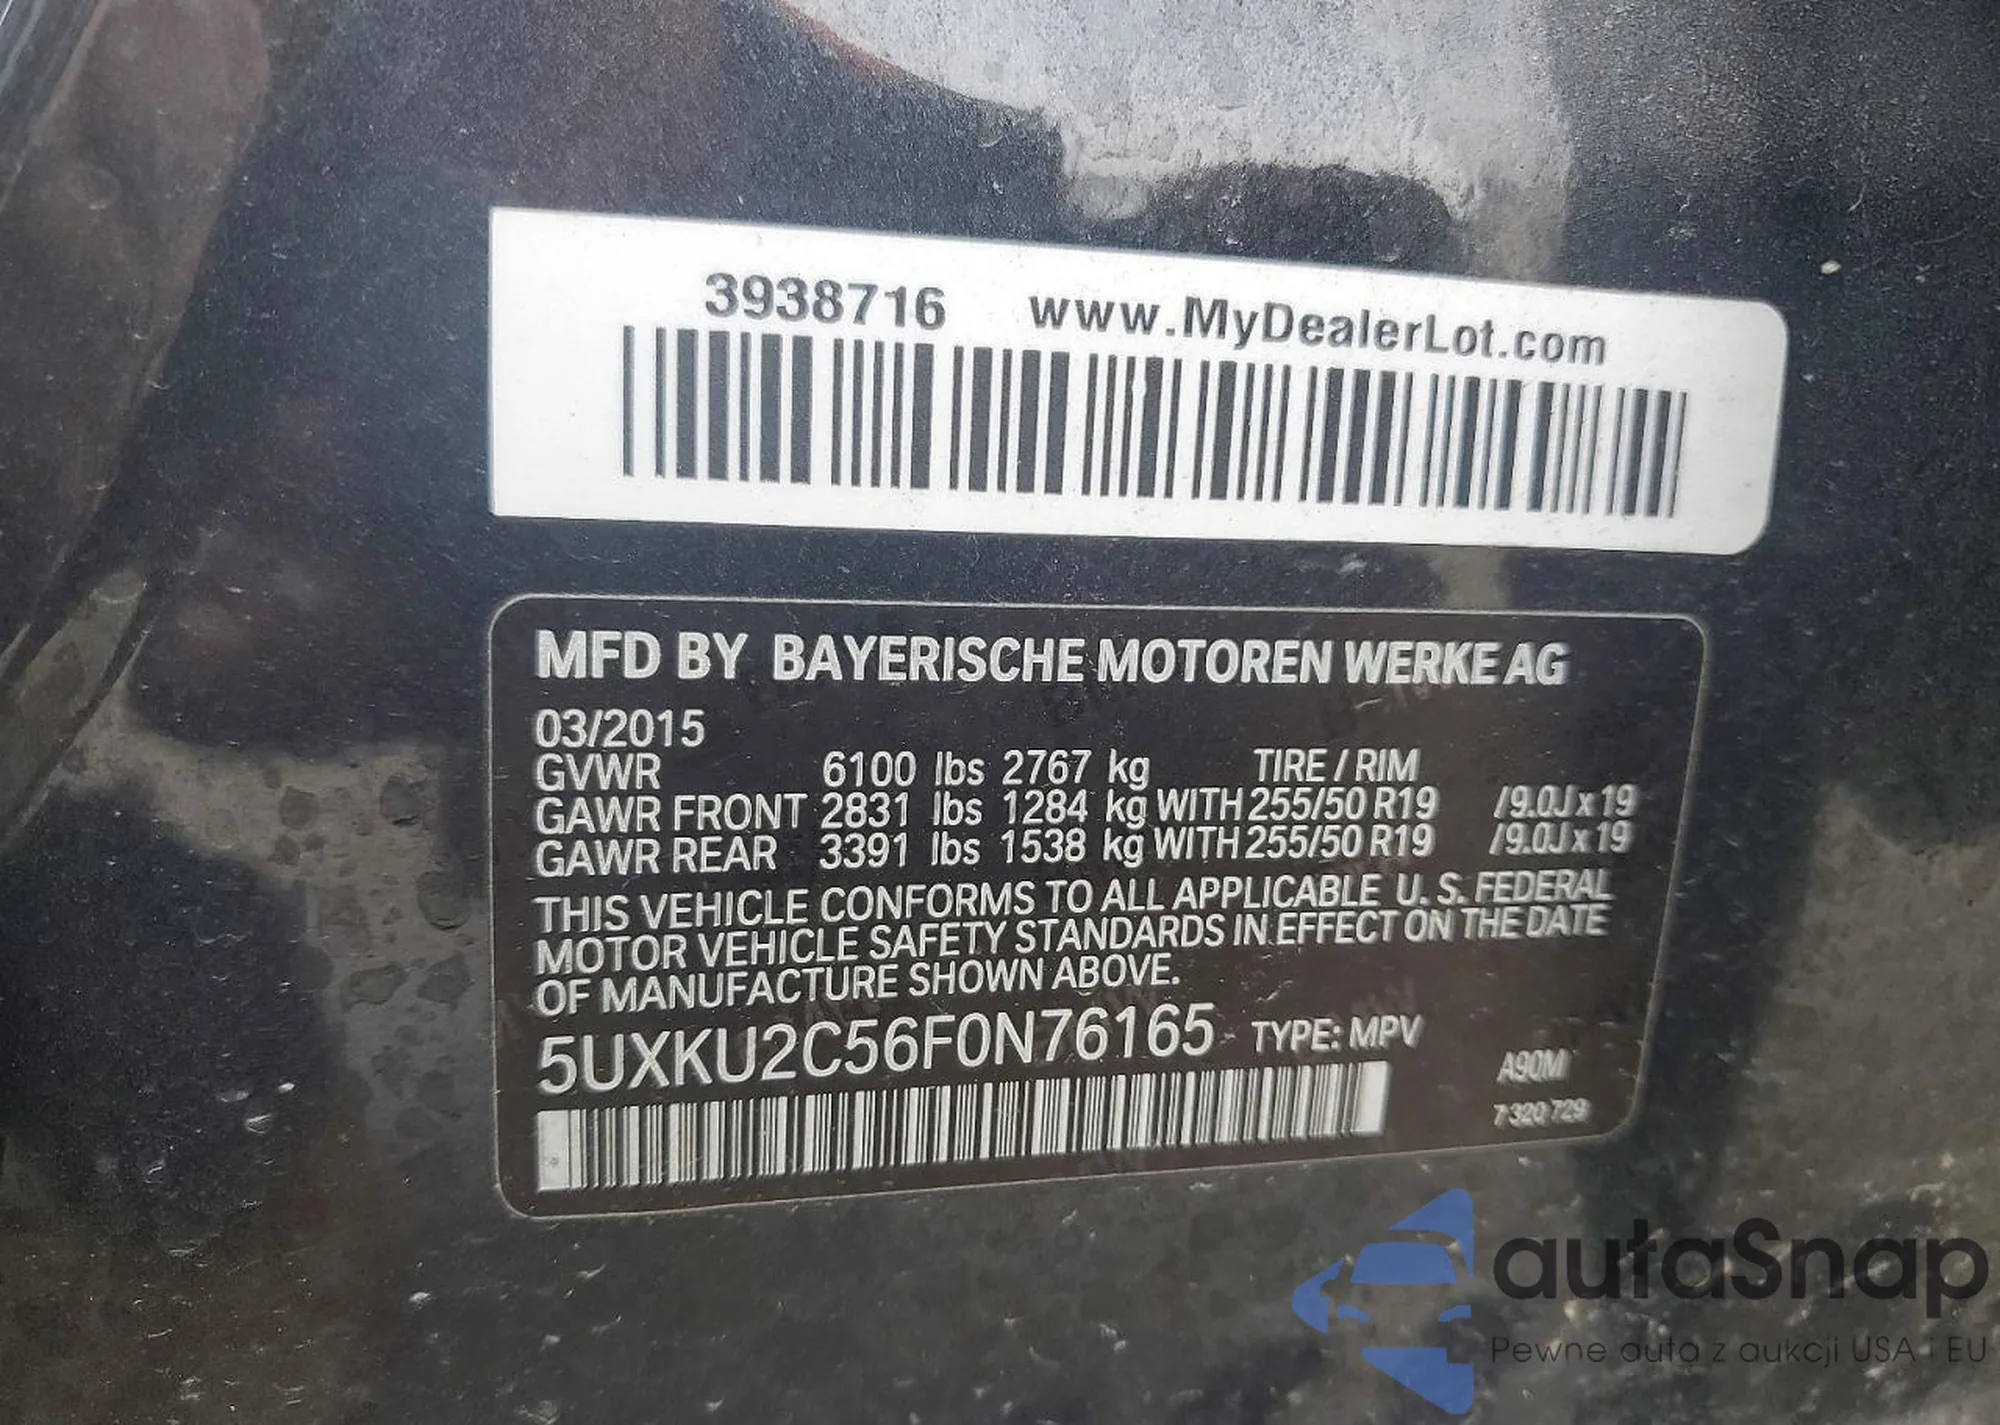 3938716 www.MyDealerLot.com
MFD BY BAYERISCHE MOTOREN WERKE AG
03/2015
GVWR 6100 lbs 2767 kg TIRE / RIM
GAWR FRONT 2831 lbs 1284 kg WITH 255/50 R19 /9.0J x 19
GAWR REAR 3391 lbs 1538 kg WITH 255/50 R19 /9.0J x 19
THIS VEHICLE CONFORMS TO ALL APPLICABLE U. S. FEDERAL
MOTOR VEHICLE SAFETY STANDARDS IN EFFECT ON THE DATE
OF MANUFACTURE SHOWN ABOVE.
5UXKU2C56F0N76165 TYPE: MPV
A90M
7 320 729
autaSnap
Pewne auta z aukcji USA i EU